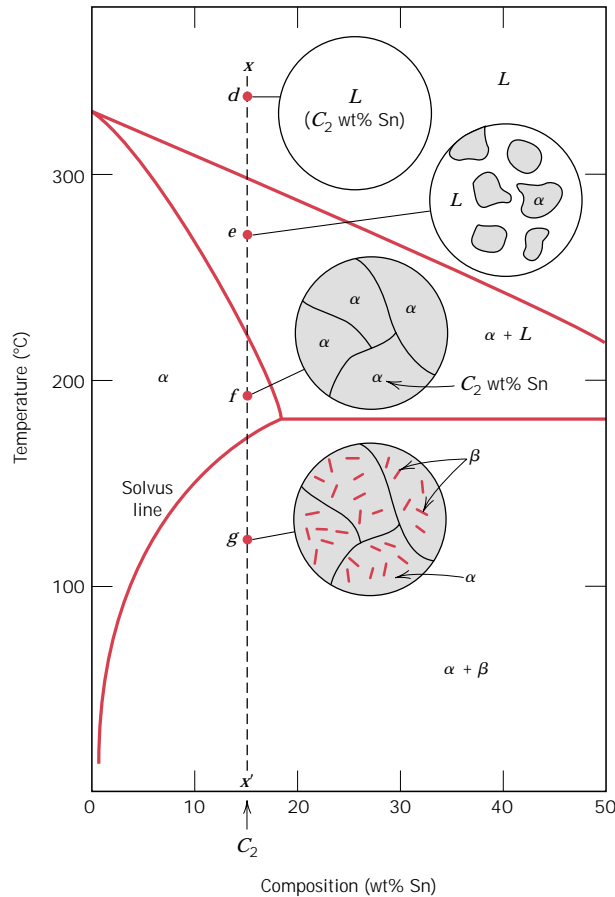 x
d
L
(C₂ wt% Sn)
L
300
L
α
e
Temperature (°C)
α
α
α
α + L
α
200
f
α
C₂ wt% Sn
β
Solvus
line
g
α
100
α + β
x′
0
10
20
30
40
50
C₂
Composition (wt% Sn)